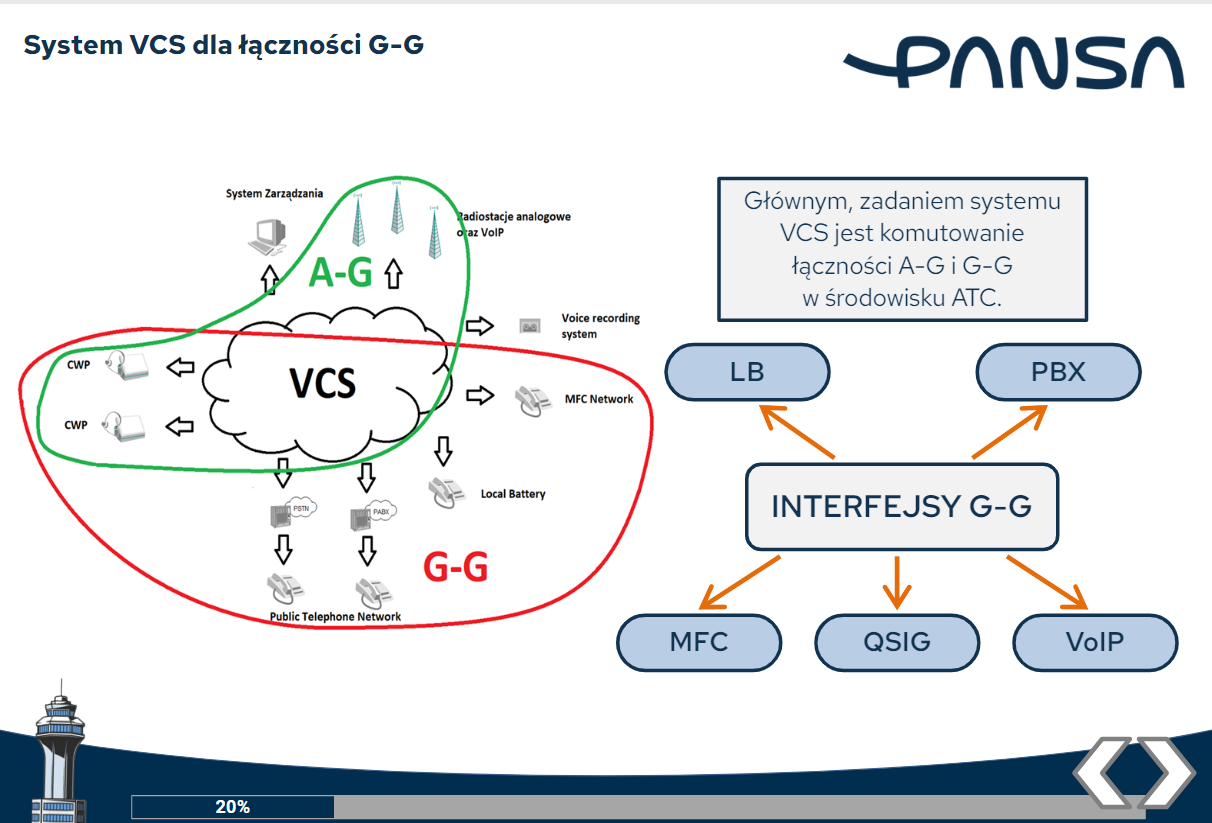 System VCS dla łączności G-G
PANSA
System Zarządzania
Radiostacje analogowe
oraz VoIP
A-G
Głównym, zadaniem systemu
VCS jest komutowanie
łączności A-G i G-G
w środowisku ATC.
Voice recording
system
CWP
VCS
MFC Network
CWP
Local Battery
PSTN
PABX
G-G
Public Telephone Network
LB
PBX
INTERFEJSY G-G
MFC
QSIG
VoIP
20%